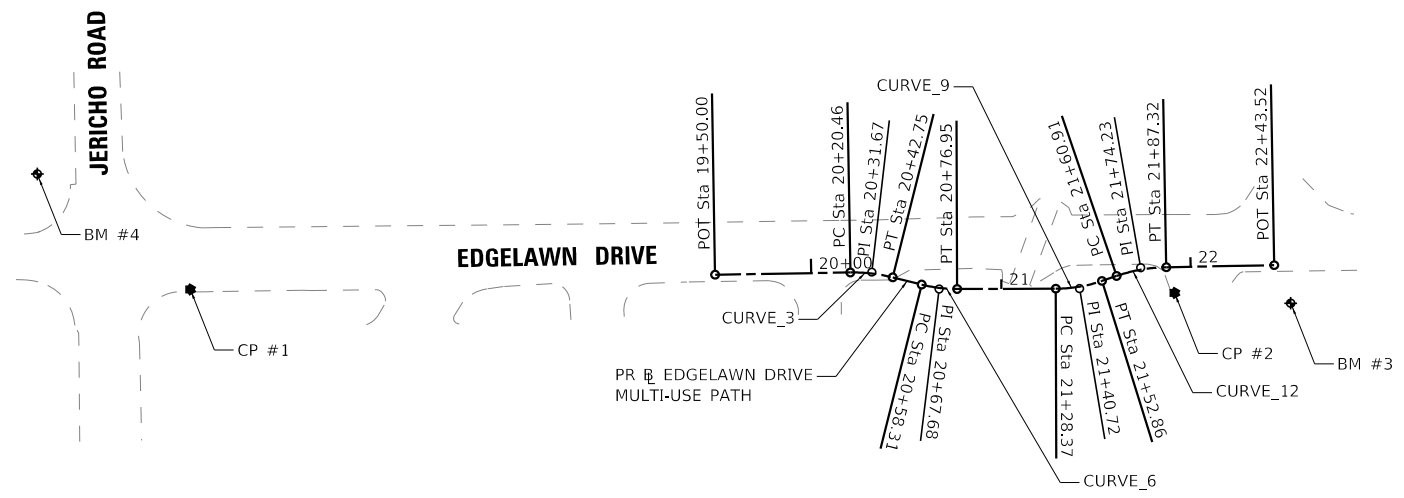 JERICHO ROAD
BM #4
CP #1
EDGELAWN DRIVE
POT Sta 19+50.00
20+00
PC Sta 20+20.46
PI Sta 20+31.67
PT Sta 20+42.75
PT Sta 20+76.95
CURVE_9
PC Sta 21+60.91
PI Sta 21+74.23
PT Sta 21+87.32
POT Sta 22+43.52
21
22
CURVE_3
PR BL EDGELAWN DRIVE
MULTI-USE PATH
PC Sta 20+58.31
PI Sta 20+67.68
PC Sta 21+28.37
PI Sta 21+40.72
PT Sta 21+52.86
CP #2
BM #3
CURVE_12
CURVE_6